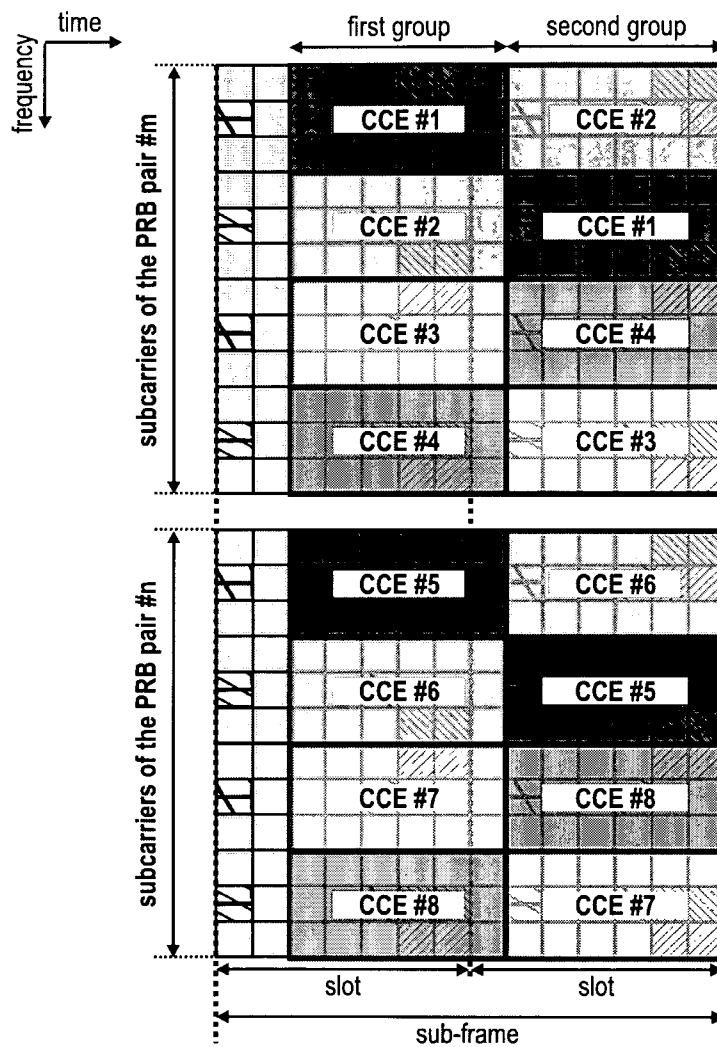 time
frequency
first group
second group
subcarriers of the PRB pair #m
CCE #1
CCE #2
CCE #2
CCE #1
CCE #3
CCE #4
CCE #4
CCE #3
subcarriers of the PRB pair #n
CCE #5
CCE #6
CCE #6
CCE #5
CCE #7
CCE #8
CCE #8
CCE #7
slot
slot
sub-frame